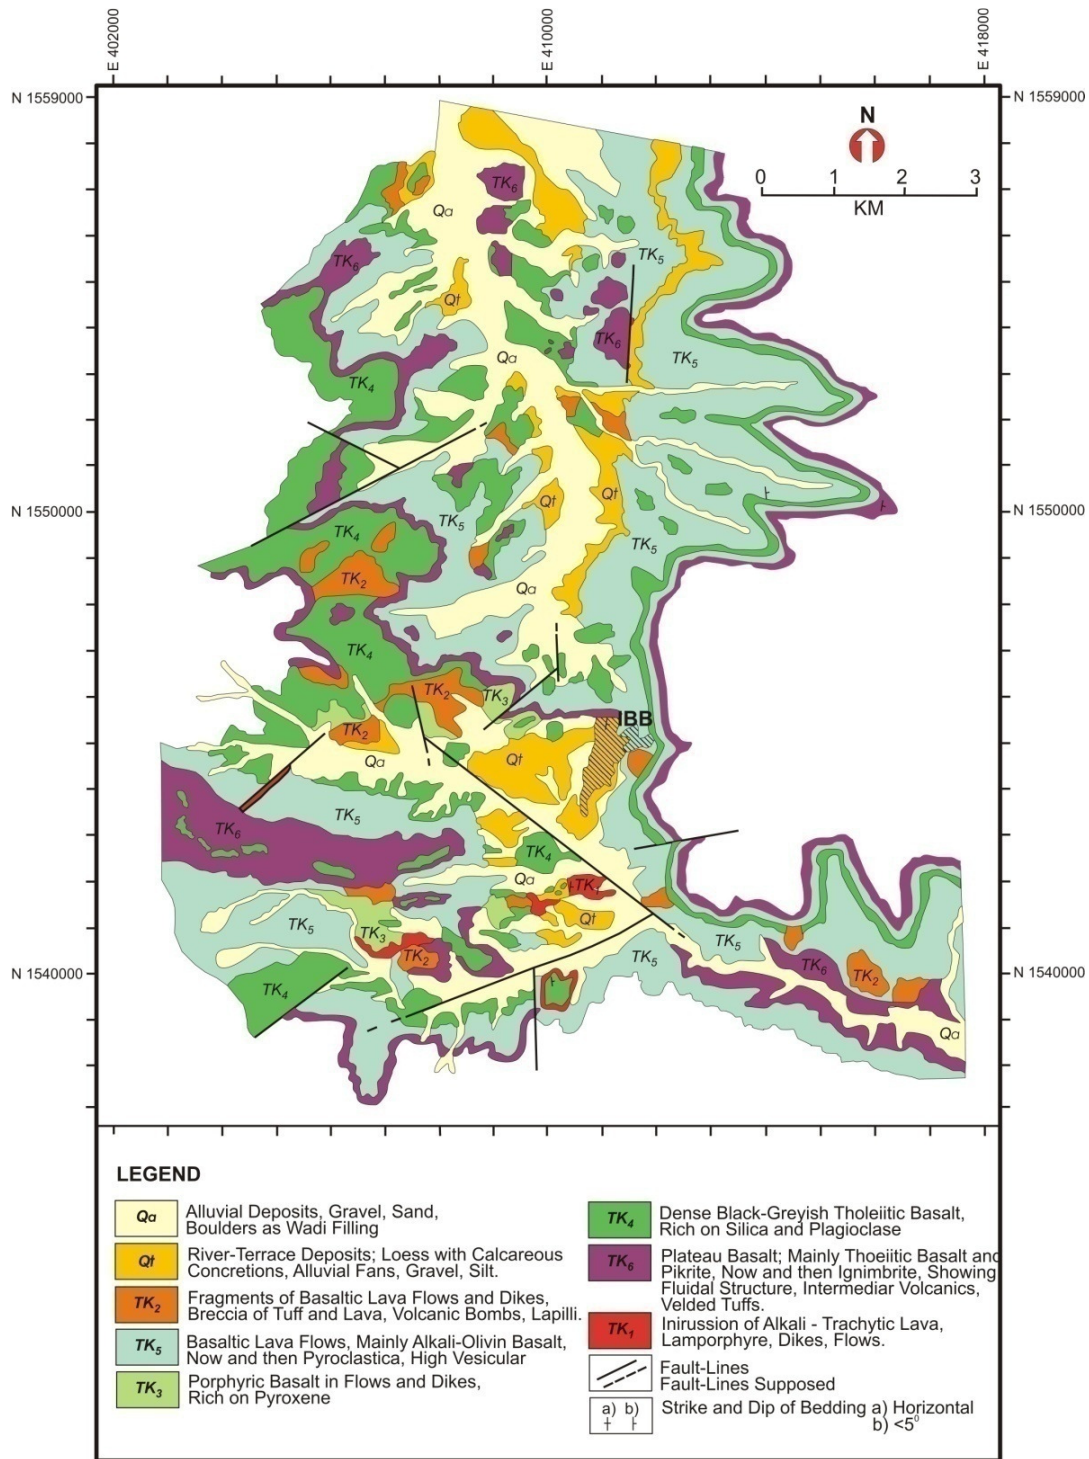 E 402000
E 410000
E 418000
N 1559000
N 1559000
N
0 1 2 3
KM
TK6
Qa
TK5
TK6
Qt
TK6
Qa
TK5
TK4
Qt
Qt
N 1550000
N 1550000
TK5
TK4
TK5
TK2
Qa
TK4
TK2
TK3
IBB
TK2
Qa
Qt
TK5
TK6
TK4
Qa
TK1
Qt
TK5
TK3
TK5
TK2
TK5
TK6
TK2
N 1540000
N 1540000
TK4
Qa
LEGEND
Qa Alluvial Deposits, Gravel, Sand,
Boulders as Wadi Filling
Qt River-Terrace Deposits; Loess with Calcareous
Concretions, Alluvial Fans, Gravel, Silt.
TK2 Fragments of Basaltic Lava Flows and Dikes,
Breccia of Tuff and Lava, Volcanic Bombs, Lapilli.
TK5 Basaltic Lava Flows, Mainly Alkali-Olivin Basalt,
Now and then Pyroclastica, High Vesicular
TK3 Porphyric Basalt in Flows and Dikes,
Rich on Pyroxene
TK4 Dense Black-Greyish Tholeiitic Basalt,
Rich on Silica and Plagioclase
TK6 Plateau Basalt; Mainly Thoeiitic Basalt and
Pikrite, Now and then Ignimbrite, Showing
Fluidal Structure, Intermediar Volcanics,
Velded Tuffs.
TK1 Inirussion of Alkali - Trachytic Lava,
Lamporphyre, Dikes, Flows.
Fault-Lines
Fault-Lines Supposed
a) b) Strike and Dip of Bedding a) Horizontal
b) <5⁰